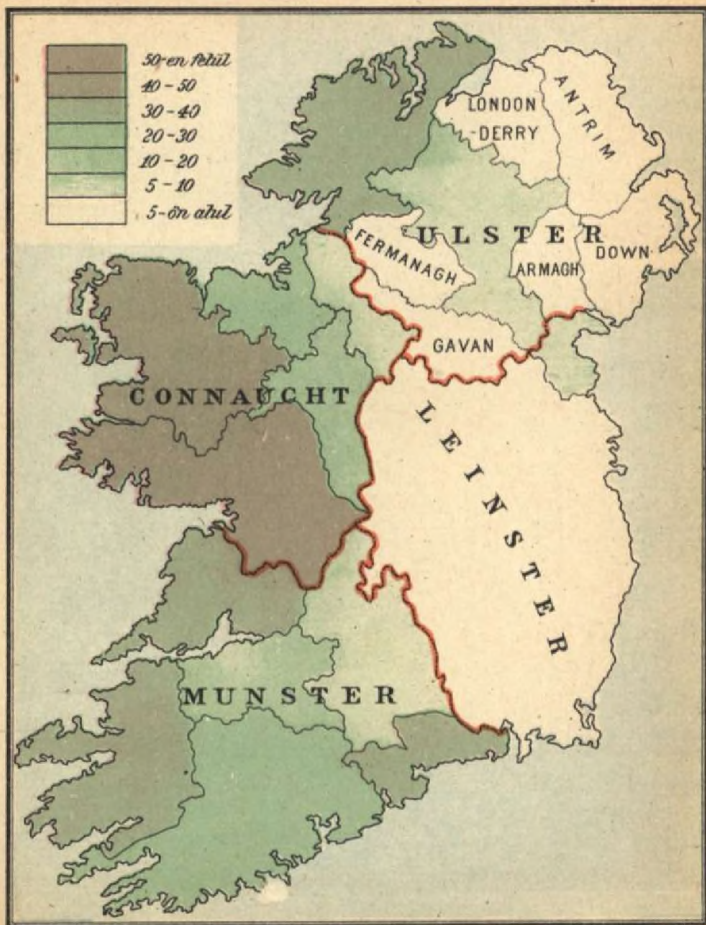 50-en felül
40-50
30-40
20-30
10-20
5-10
5-ön alul
LONDON
-DERRY
ANTRIM
ULSTER
FERMANAGH
ARMAGH
DOWN
GAVAN
CONNAUCHT
LEINSTER
MUNSTER